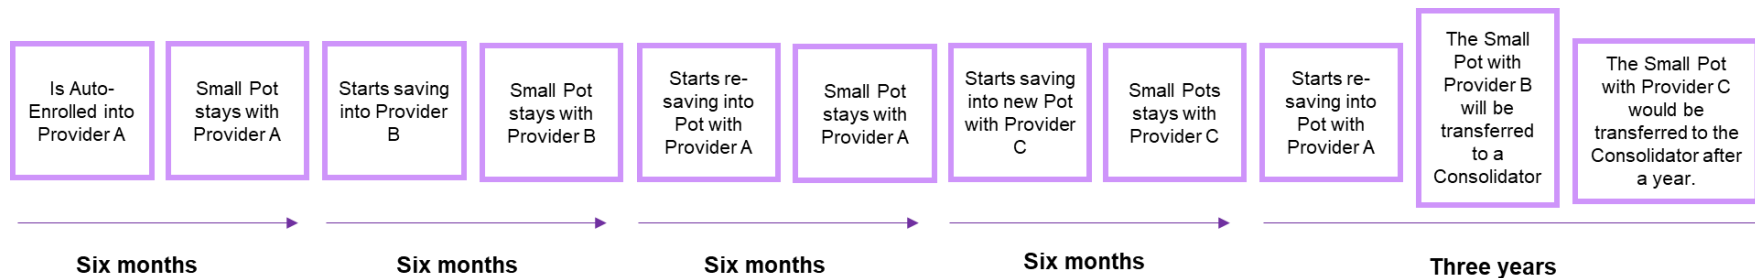 Is Auto-
Enrolled into
Provider A
Small Pot
stays with
Provider A
Starts saving
into Provider
B
Small Pot
stays with
Provider B
Starts re-
saving into
Pot with
Provider A
Small Pot
stays with
Provider A
Starts saving
into new Pot
with Provider
C
Small Pots
stays with
Provider C
Starts re-
saving into
Pot with
Provider A
The Small
Pot with
Provider B
will be
transferred
to a
Consolidator
The Small Pot
with Provider C
would be
transferred to the
Consolidator after
a year.
Six months
Six months
Six months
Six months
Three years